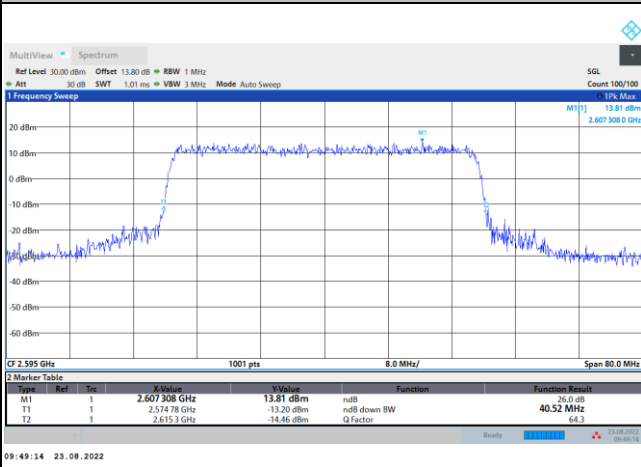 MultiView Spectrum
Ref Level 30.00 dBm Offset 13.80 dB RBW 1 MHz SGL
Att 30 dB SWT 1.01 ms VBW 3 MHz Mode Auto Sweep Count 100/100
1 Frequency Sweep 1Pk Max
M1[1] 13.81 dBm
2.607 308 0 GHz
M1
20 dBm
10 dBm
0 dBm
-10 dBm
T1
-20 dBm
-30 dBm
-40 dBm
-50 dBm
-60 dBm
CF 2.595 GHz 1001 pts 8.0 MHz/ Span 80.0 MHz
2 Marker Table
Type Ref Trc X-Value Y-Value Function Function Result
M1 1 2.607308 GHz 13.81 dBm ndB 26.0 dB
T1 1 2.574 78 GHz -13.20 dBm ndB down BW 40.52 MHz
T2 1 2.615 3 GHz -14.46 dBm Q Factor 64.3
Ready 23.08.2022
09:49:14
09:49:14 23.08.2022